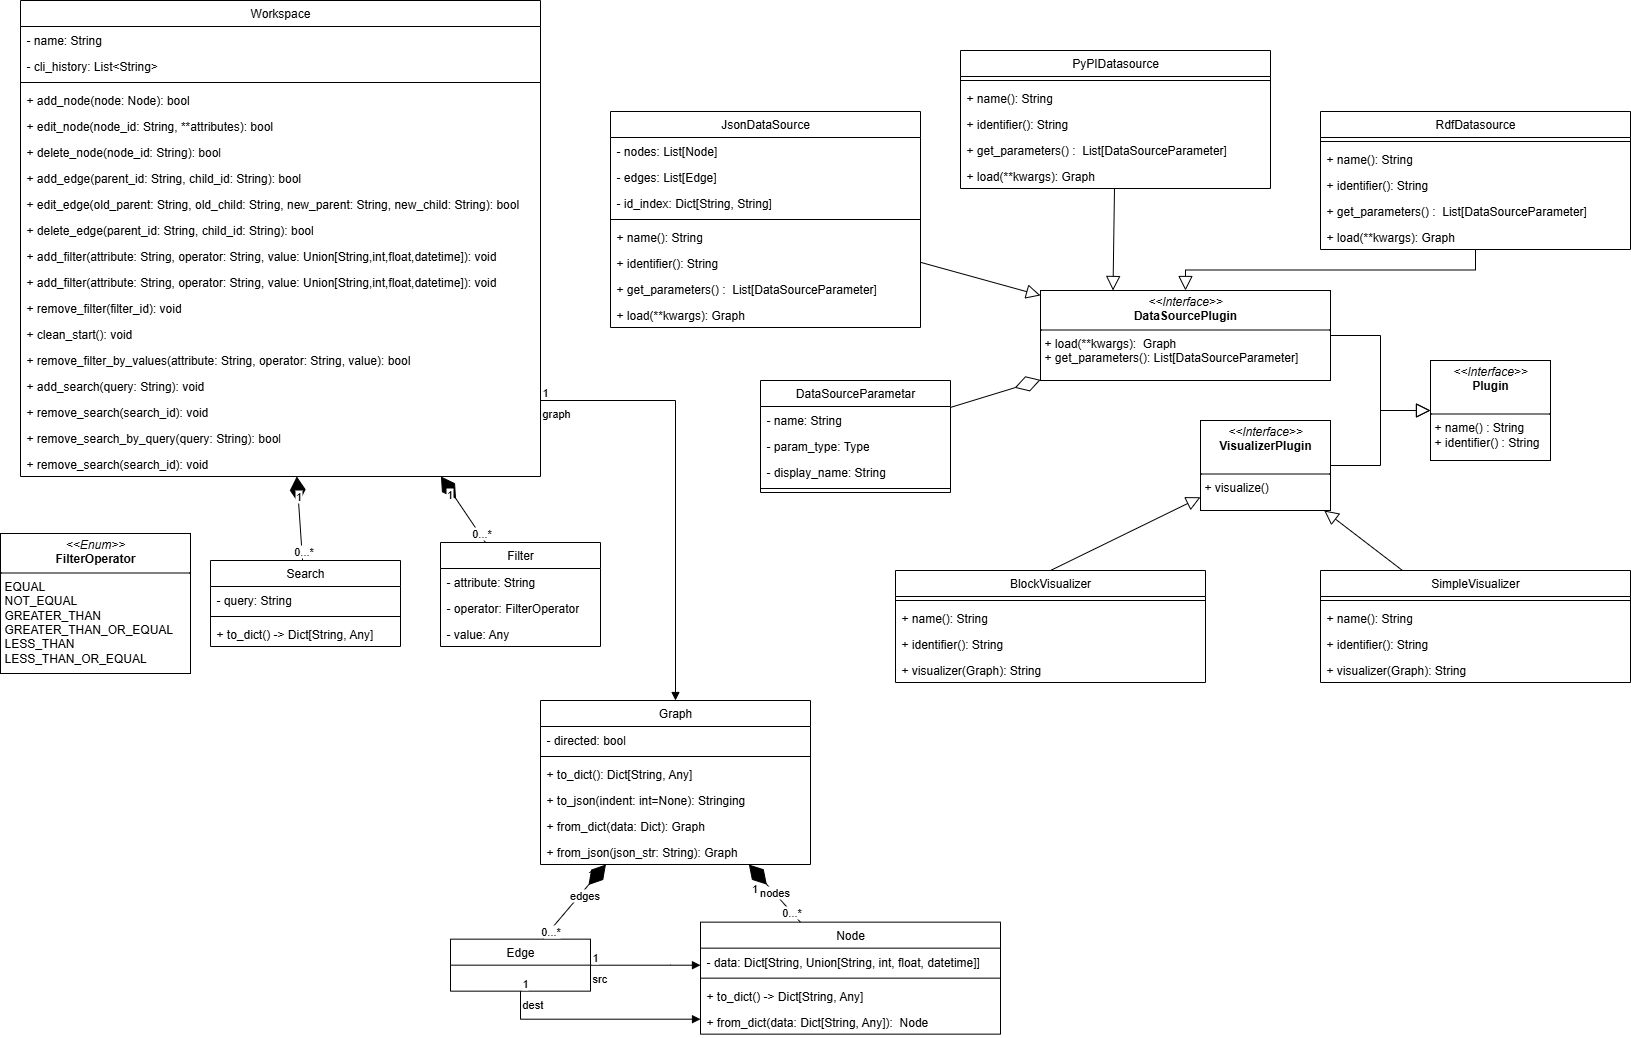 Workspace
- name: String
- cli_history: List<String>
+ add_node(node: Node): bool
+ edit_node(node_id: String, **attributes): bool
+ delete_node(node_id: String): bool
+ add_edge(parent_id: String, child_id: String): bool
+ edit_edge(old_parent: String, old_child: String, new_parent: String, new_child: String): bool
+ delete_edge(parent_id: String, child_id: String): bool
+ add_filter(attribute: String, operator: String, value: Union[String,int,float,datetime]): void
+ add_filter(attribute: String, operator: String, value: Union[String,int,float,datetime]): void
+ remove_filter(filter_id): void
+ clean_start(): void
+ remove_filter_by_values(attribute: String, operator: String, value): bool
+ add_search(query: String): void
+ remove_search(search_id): void
+ remove_search_by_query(query: String): bool
+ remove_search(search_id): void
1
graph
1
0...*
1
0...*
<<Enum>>
FilterOperator
EQUAL
NOT_EQUAL
GREATER_THAN
GREATER_THAN_OR_EQUAL
LESS_THAN
LESS_THAN_OR_EQUAL
Search
- query: String
+ to_dict() -> Dict[String, Any]
Filter
- attribute: String
- operator: FilterOperator
- value: Any
JsonDataSource
- nodes: List[Node]
- edges: List[Edge]
- id_index: Dict[String, String]
+ name(): String
+ identifier(): String
+ get_parameters() :  List[DataSourceParameter]
+ load(**kwargs): Graph
PyPIDatasource
+ name(): String
+ identifier(): String
+ get_parameters() :  List[DataSourceParameter]
+ load(**kwargs): Graph
RdfDatasource
+ name(): String
+ identifier(): String
+ get_parameters() :  List[DataSourceParameter]
+ load(**kwargs): Graph
<<Interface>>
DataSourcePlugin
+ load(**kwargs):  Graph
+ get_parameters(): List[DataSourceParameter]
DataSourceParametar
- name: String
- param_type: Type
- display_name: String
<<Interface>>
Plugin
+ name() : String
+ identifier() : String
<<Interface>>
VisualizerPlugin
+ visualize()
BlockVisualizer
+ name(): String
+ identifier(): String
+ visualizer(Graph): String
SimpleVisualizer
+ name(): String
+ identifier(): String
+ visualizer(Graph): String
Graph
- directed: bool
+ to_dict(): Dict[String, Any]
+ to_json(indent: int=None): Stringing
+ from_dict(data: Dict): Graph
+ from_json(json_str: String): Graph
edges
0...*
1
nodes
0...*
Edge
1
src
1
dest
Node
- data: Dict[String, Union[String, int, float, datetime]]
+ to_dict() -> Dict[String, Any]
+ from_dict(data: Dict[String, Any]):  Node